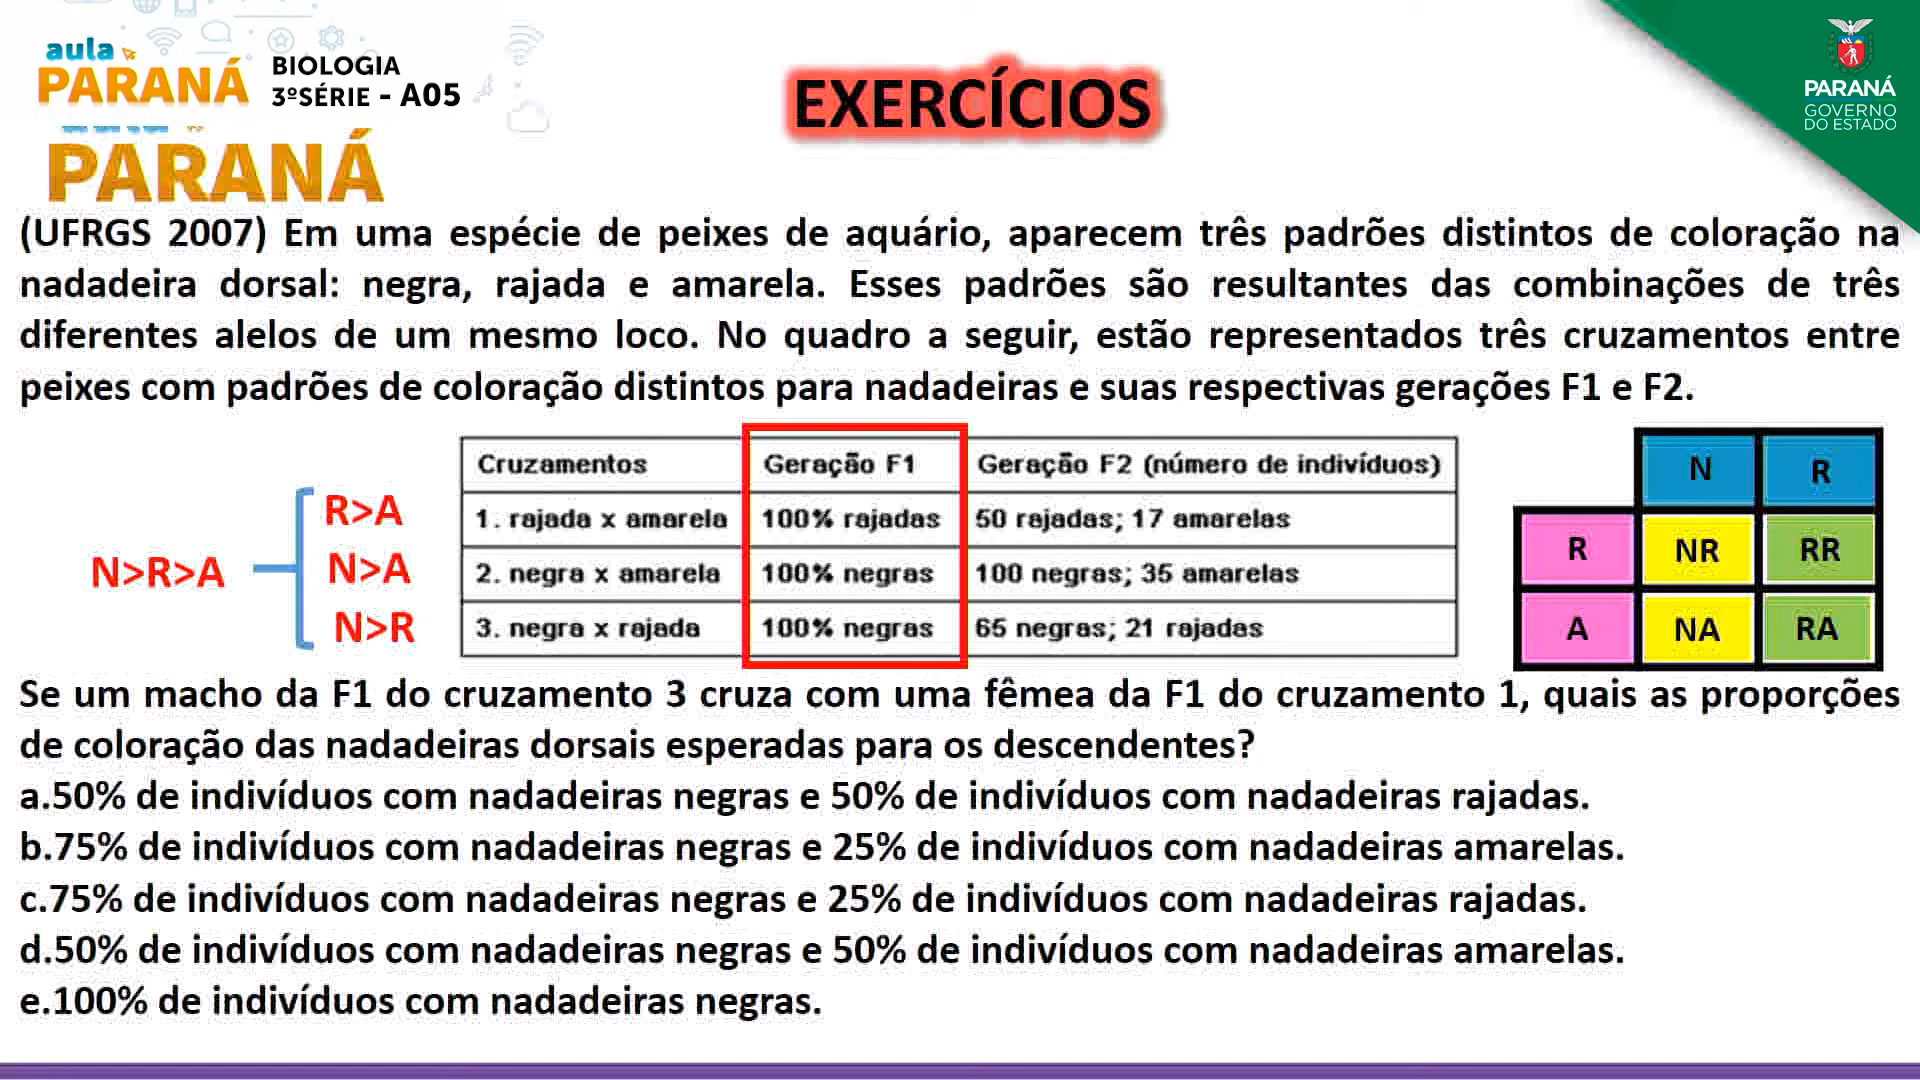 aula
PARANÁ
BIOLOGIA
3ºSÉRIE - A05
PARANÁ
EXERCÍCIOS
PARANÁ
GOVERNO
DO ESTADO
(UFRGS 2007) Em uma espécie de peixes de aquário, aparecem três padrões distintos de coloração na
nadadeira dorsal: negra, rajada e amarela. Esses padrões são resultantes das combinações de três
diferentes alelos de um mesmo loco. No quadro a seguir, estão representados três cruzamentos entre
peixes com padrões de coloração distintos para nadadeiras e suas respectivas gerações F1 e F2.
N>R>A
R>A
N>A
N>R
Cruzamentos Geração F1 Geração F2 (número de indivíduos)
1. rajada x amarela 100% rajadas 50 rajadas; 17 amarelas
2. negra x amarela 100% negras 100 negras; 35 amarelas
3. negra x rajada 100% negras 65 negras; 21 rajadas
N R
R NR RR
A NA RA
Se um macho da F1 do cruzamento 3 cruza com uma fêmea da F1 do cruzamento 1, quais as proporções
de coloração das nadadeiras dorsais esperadas para os descendentes?
a.50% de indivíduos com nadadeiras negras e 50% de indivíduos com nadadeiras rajadas.
b.75% de indivíduos com nadadeiras negras e 25% de indivíduos com nadadeiras amarelas.
c.75% de indivíduos com nadadeiras negras e 25% de indivíduos com nadadeiras rajadas.
d.50% de indivíduos com nadadeiras negras e 50% de indivíduos com nadadeiras amarelas.
e.100% de indivíduos com nadadeiras negras.